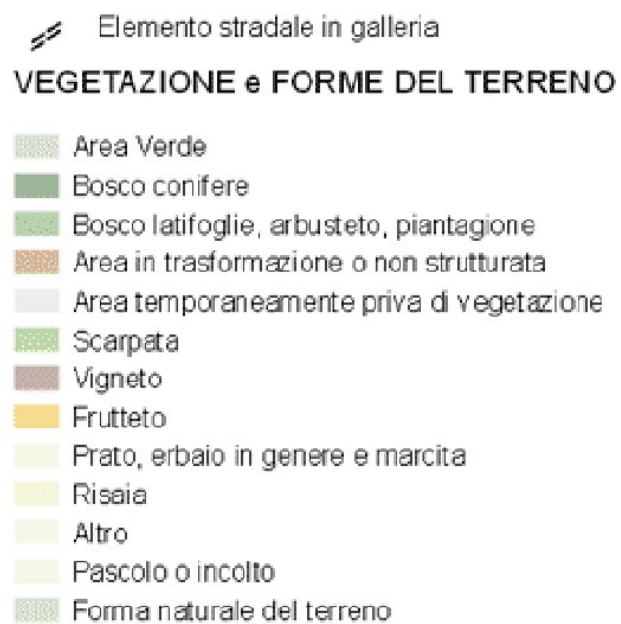 Elemento stradale in galleria
VEGETAZIONE e FORME DEL TERRENO
Area Verde
Bosco conifere
Bosco latifoglie, arbusteto, piantagione
Area in trasformazione o non strutturata
Area temporaneamente priva di vegetazione
Scarpata
Vigneto
Frutteto
Prato, erbaio in genere e marcita
Risaia
Altro
Pascolo o incolto
Forma naturale del terreno